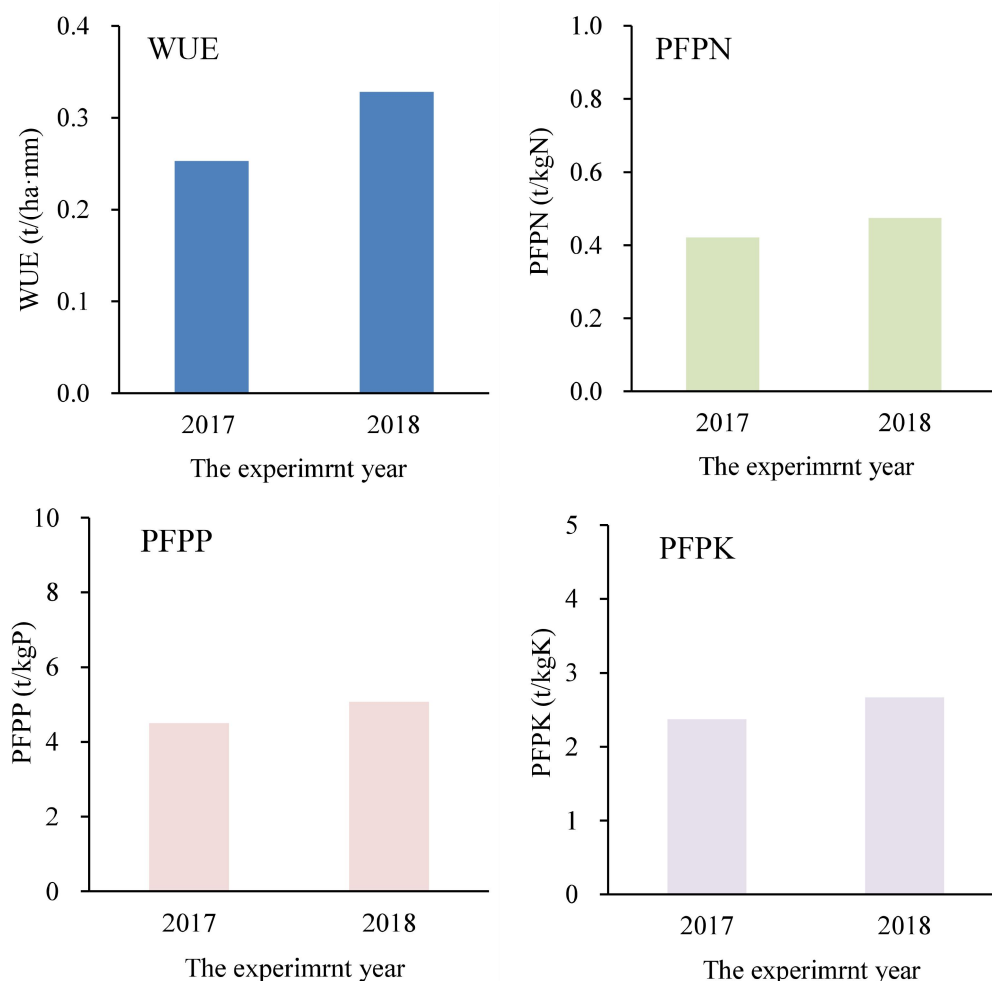 WUE
WUE (t/(ha·mm)
0.4
0.3
0.2
0.1
0.0
2017 2018
The experimrnt year
PFPN
PFPN (t/kgN)
1.0
0.8
0.6
0.4
0.2
0.0
2017 2018
The experimrnt year
PFPP
PFPP (t/kgP)
10
8
6
4
2
0
2017 2018
The experimrnt year
PFPK
PFPK (t/kgK)
5
4
3
2
1
0
2017 2018
The experimrnt year